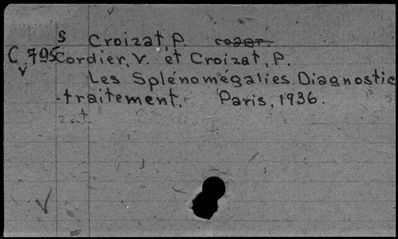 S Croizat, P.
C 795 Cordier, V. et Croizat, P.
Les Splénomégalies Diagnostic
traitement. Paris, 1936.